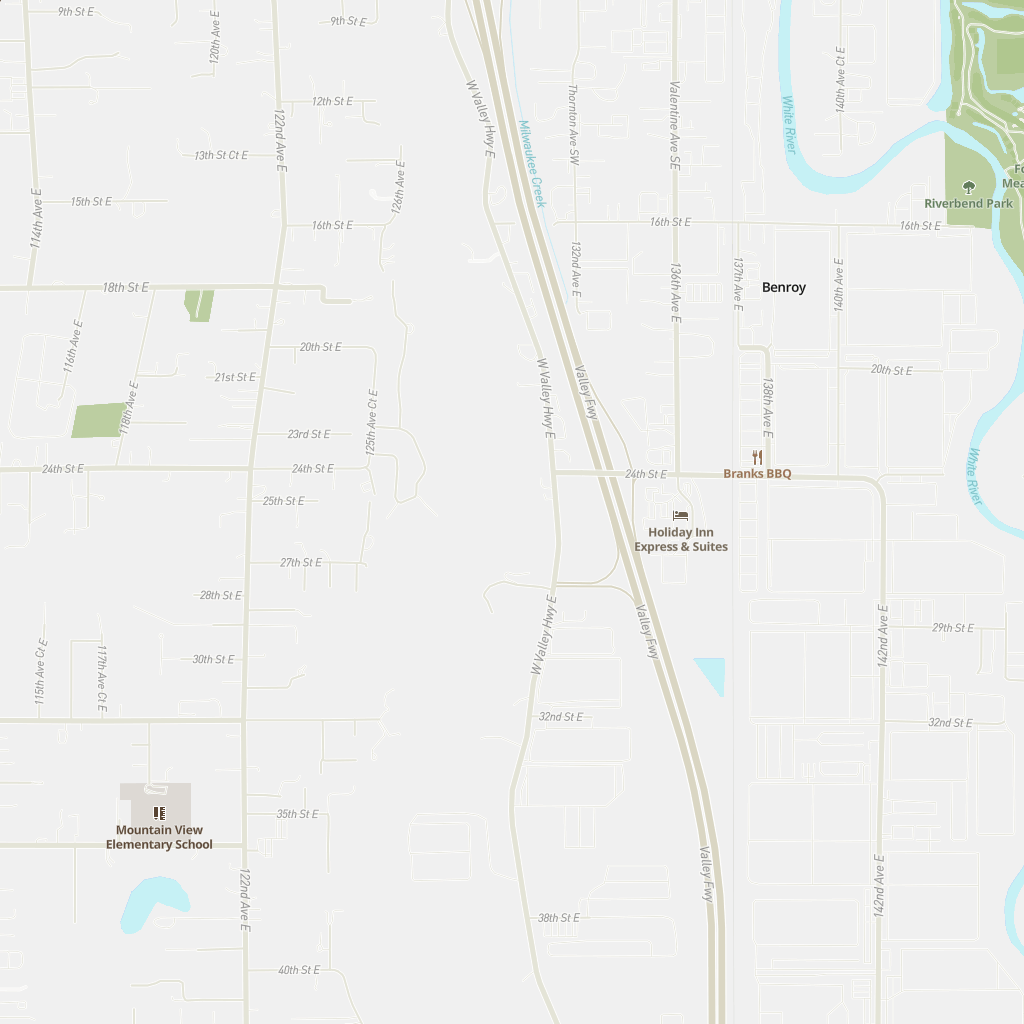 9th St E
9th St E
120th Ave E
W Valley Hwy E
Thornton Ave SW
Valentine Ave SE
140th Ave Ct E
12th St E
122nd Ave E
White River
Milwaukee Creek
13th St Ct E
126th Ave E
15th St E
Riverbend Park
114th Ave E
16th St E
16th St E
16th St E
132nd Ave E
136th Ave E
137th Ave E
140th Ave E
Benroy
18th St E
116th Ave E
20th St E
20th St E
21st St E
118th Ave E
125th Ave Ct E
W Valley Hwy E
Valley Fwy
138th Ave E
23rd St E
24th St E
24th St E
24th St E
Branks BBQ
White River
25th St E
Holiday Inn
Express & Suites
27th St E
28th St E
W Valley Hwy E
Valley Fwy
142nd Ave E
29th St E
115th Ave Ct E
117th Ave Ct E
30th St E
32nd St E
32nd St E
35th St E
Mountain View
Elementary School
122nd Ave E
Valley Fwy
142nd Ave E
38th St E
40th St E